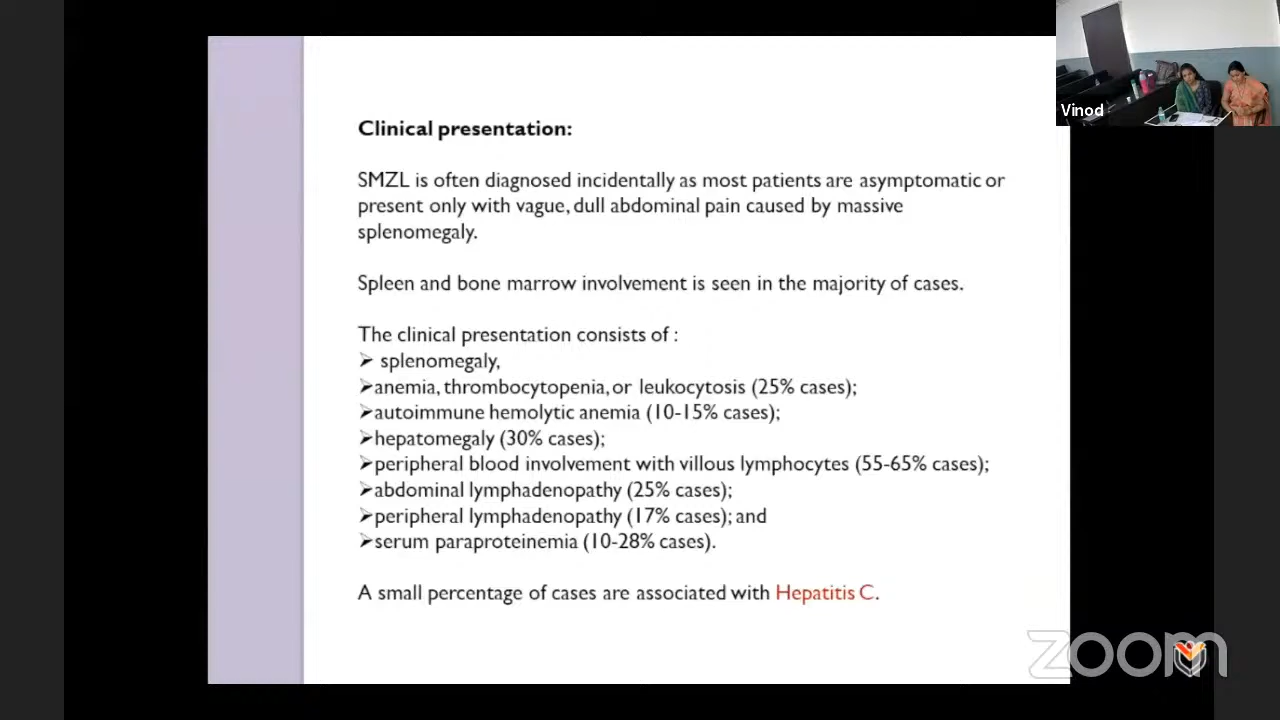 Vinod
Clinical presentation:
SMZL is often diagnosed incidentally as most patients are asymptomatic or
present only with vague, dull abdominal pain caused by massive
splenomegaly.
Spleen and bone marrow involvement is seen in the majority of cases.
The clinical presentation consists of :
➢ splenomegaly,
➢anemia, thrombocytopenia, or leukocytosis (25% cases);
➢autoimmune hemolytic anemia (10-15% cases);
➢hepatomegaly (30% cases);
➢peripheral blood involvement with villous lymphocytes (55-65% cases);
➢abdominal lymphadenopathy (25% cases);
➢peripheral lymphadenopathy (17% cases); and
➢serum paraproteinemia (10-28% cases).
A small percentage of cases are associated with Hepatitis C.
zoom